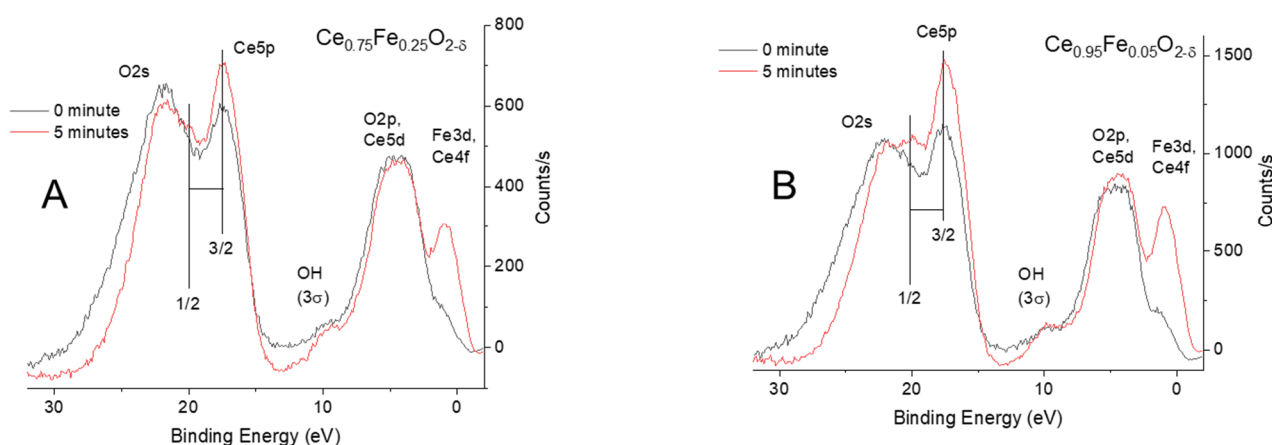 A
Ce0.75Fe0.25O2-δ
Ce5p
O2s
0 minute
5 minutes
O2p,
Ce5d
Fe3d,
Ce4f
3/2
1/2
OH
(3σ)
800
600
400
200
0
Counts/s
30
20
10
0
Binding Energy (eV)
B
Ce0.95Fe0.05O2-δ
Ce5p
0 minute
5 minutes
O2s
O2p,
Ce5d
Fe3d,
Ce4f
3/2
1/2
OH
(3σ)
1500
1000
500
0
Counts/s
30
20
10
0
Binding Energy (eV)